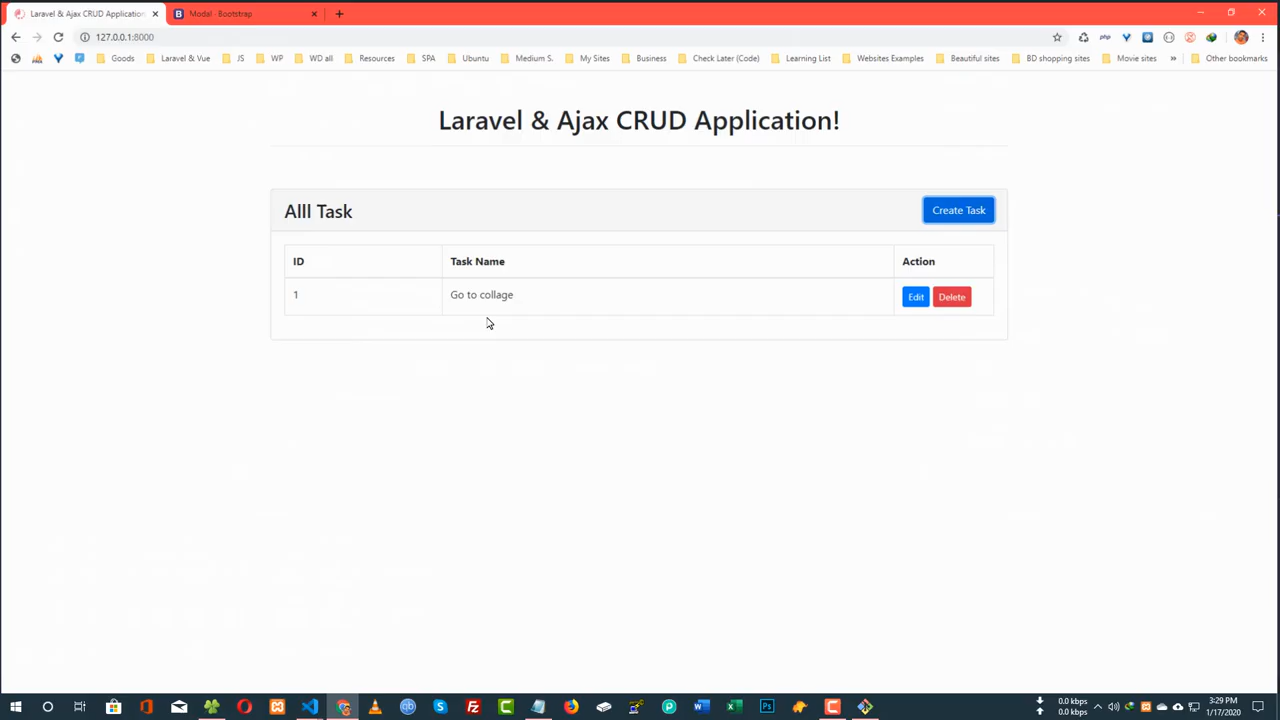 Laravel & Ajax CRUD Application
Modal · Bootstrap
127.0.0.1:8000
Goods
Laravel & Vue
JS
WP
WD all
Resources
SPA
Ubuntu
Medium S.
My Sites
Business
Check Later (Code)
Learning List
Websites Examples
Beautiful sites
BD shopping sites
Movie sites
»
Other bookmarks
Laravel & Ajax CRUD Application!
Alll Task
Create Task
ID Task Name Action
1 Go to collage Edit Delete
0.0 kbps
0.0 kbps
3:29 PM
1/17/2020